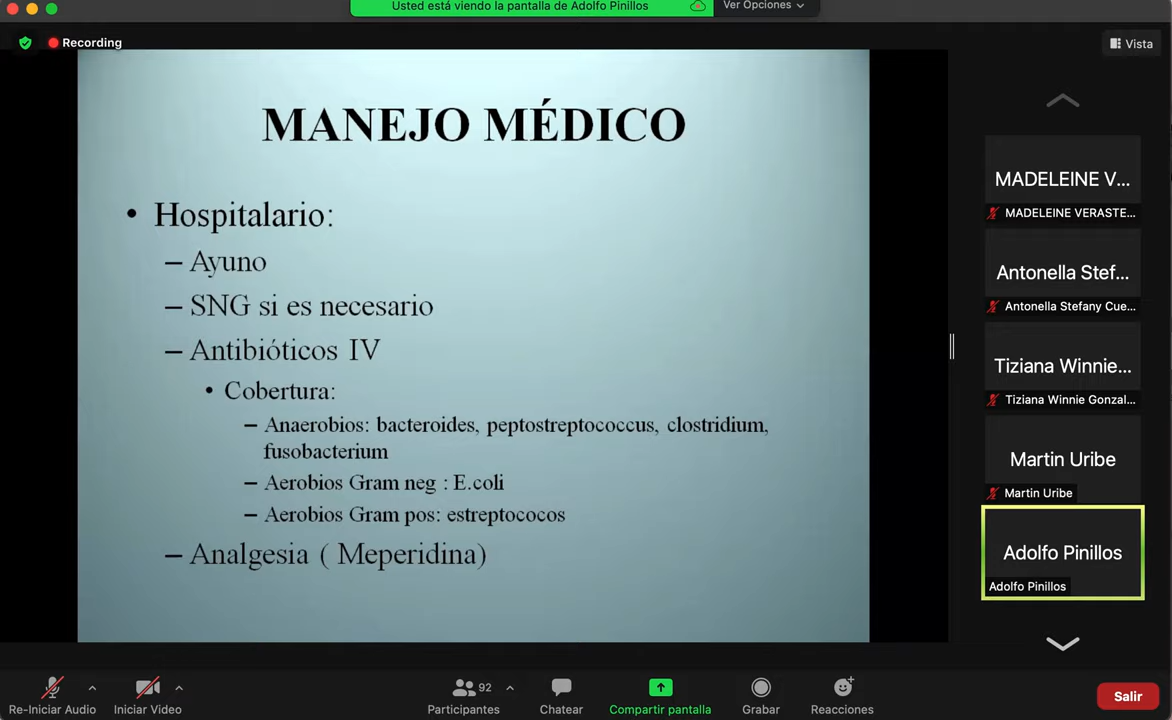 Usted está viendo la pantalla de Adolfo Pinillos
Ver Opciones
Recording
Vista
MANEJO MÉDICO
• Hospitalario:
– Ayuno
– SNG si es necesario
– Antibióticos IV
• Cobertura:
– Anaerobios: bacteroides, peptostreptococcus, clostridium,
fusobacterium
– Aerobios Gram neg : E.coli
– Aerobios Gram pos: estreptococos
– Analgesia ( Meperidina)
MADELEINE V...
MADELEINE VERASTE...
Antonella Stef...
Antonella Stefany Cue...
Tiziana Winnie...
Tiziana Winnie Gonzal...
Martin Uribe
Martin Uribe
Adolfo Pinillos
Adolfo Pinillos
Re-Iniciar Audio
Iniciar Video
92
Participantes
Chatear
Compartir pantalla
Grabar
Reacciones
Salir